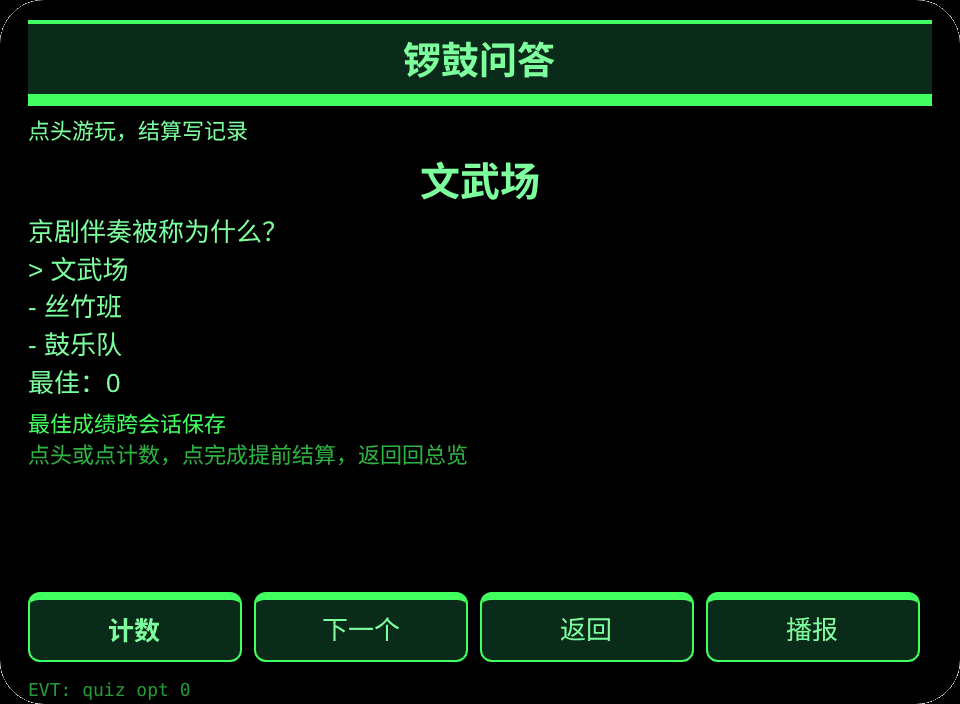 锣鼓问答
点头游玩，结算写记录
文武场
京剧伴奏被称为什么？
> 文武场
- 丝竹班
- 鼓乐队
最佳：0
最佳成绩跨会话保存
点头或点计数，点完成提前结算，返回回总览
计数
下一个
返回
播报
EVT: quiz opt 0